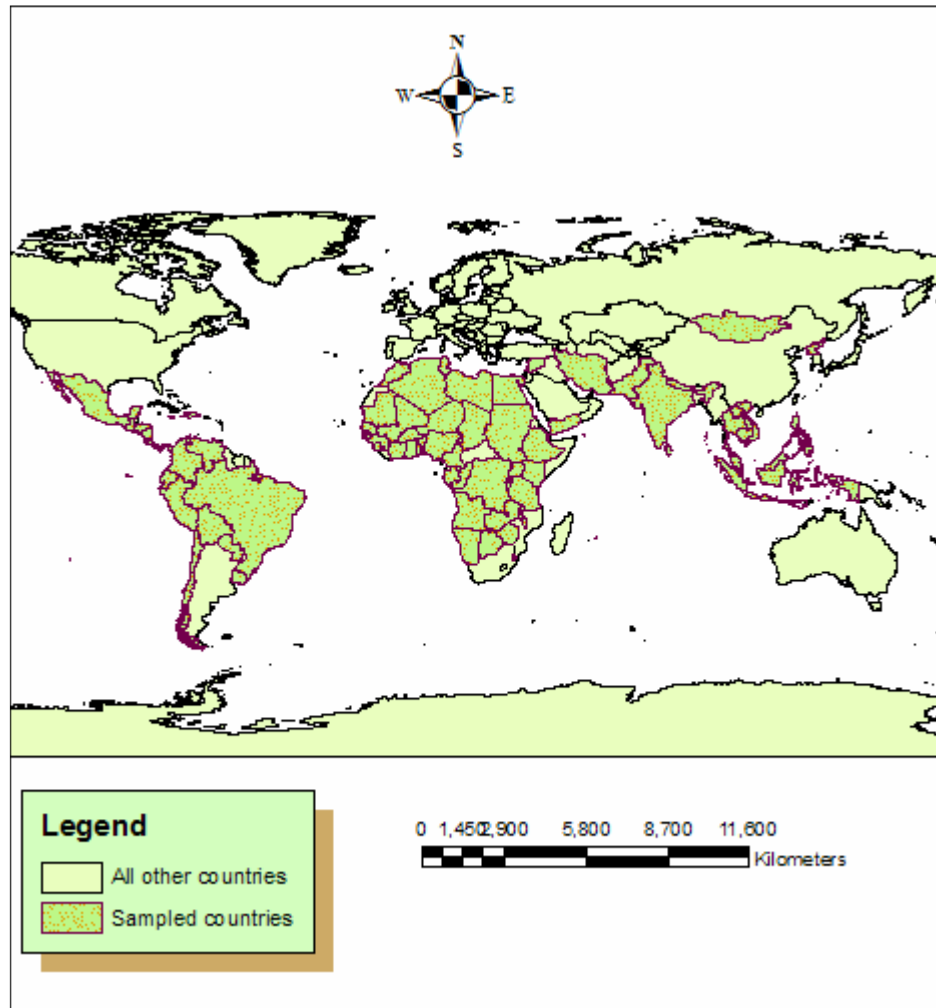 N
W E
S
Legend
All other countries
Sampled countries
0 1,450 2,900 5,800 8,700 11,600
Kilometers